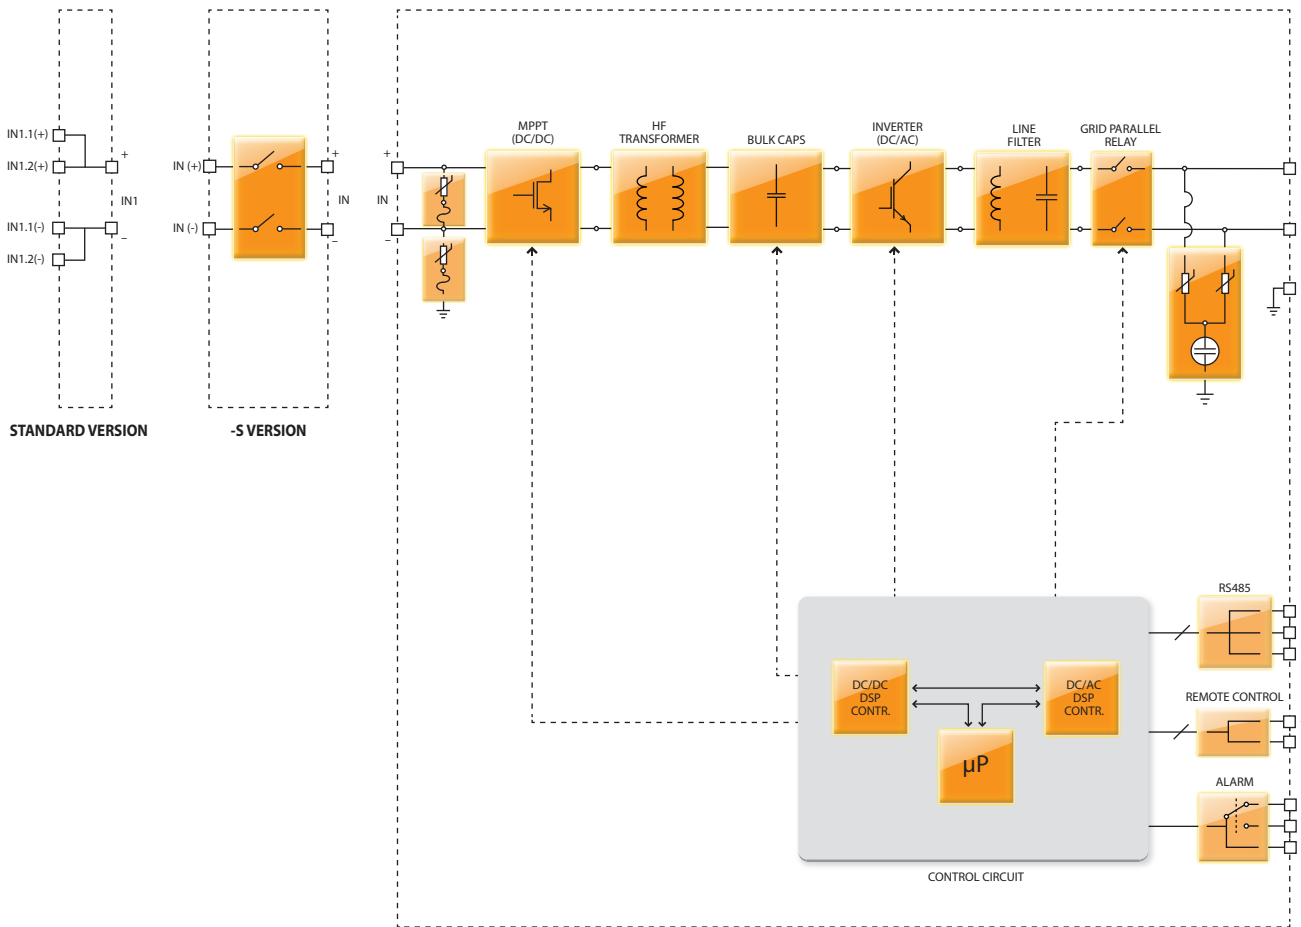 MPPT
(DC/DC)
HF
TRANSFORMER
BULK CAPS
INVERTER
(DC/AC)
LINE
FILTER
GRID PARALLEL
RELAY
IN1.1(+)
IN1.2(+)
+
IN1
IN1.1(-)
IN1.2(-)
–
IN (+)
IN (-)
+
IN
–
+
IN
–
STANDARD VERSION
-S VERSION
RS485
REMOTE CONTROL
ALARM
DC/DC
DSP
CONTR.
DC/AC
DSP
CONTR.
μP
CONTROL CIRCUIT